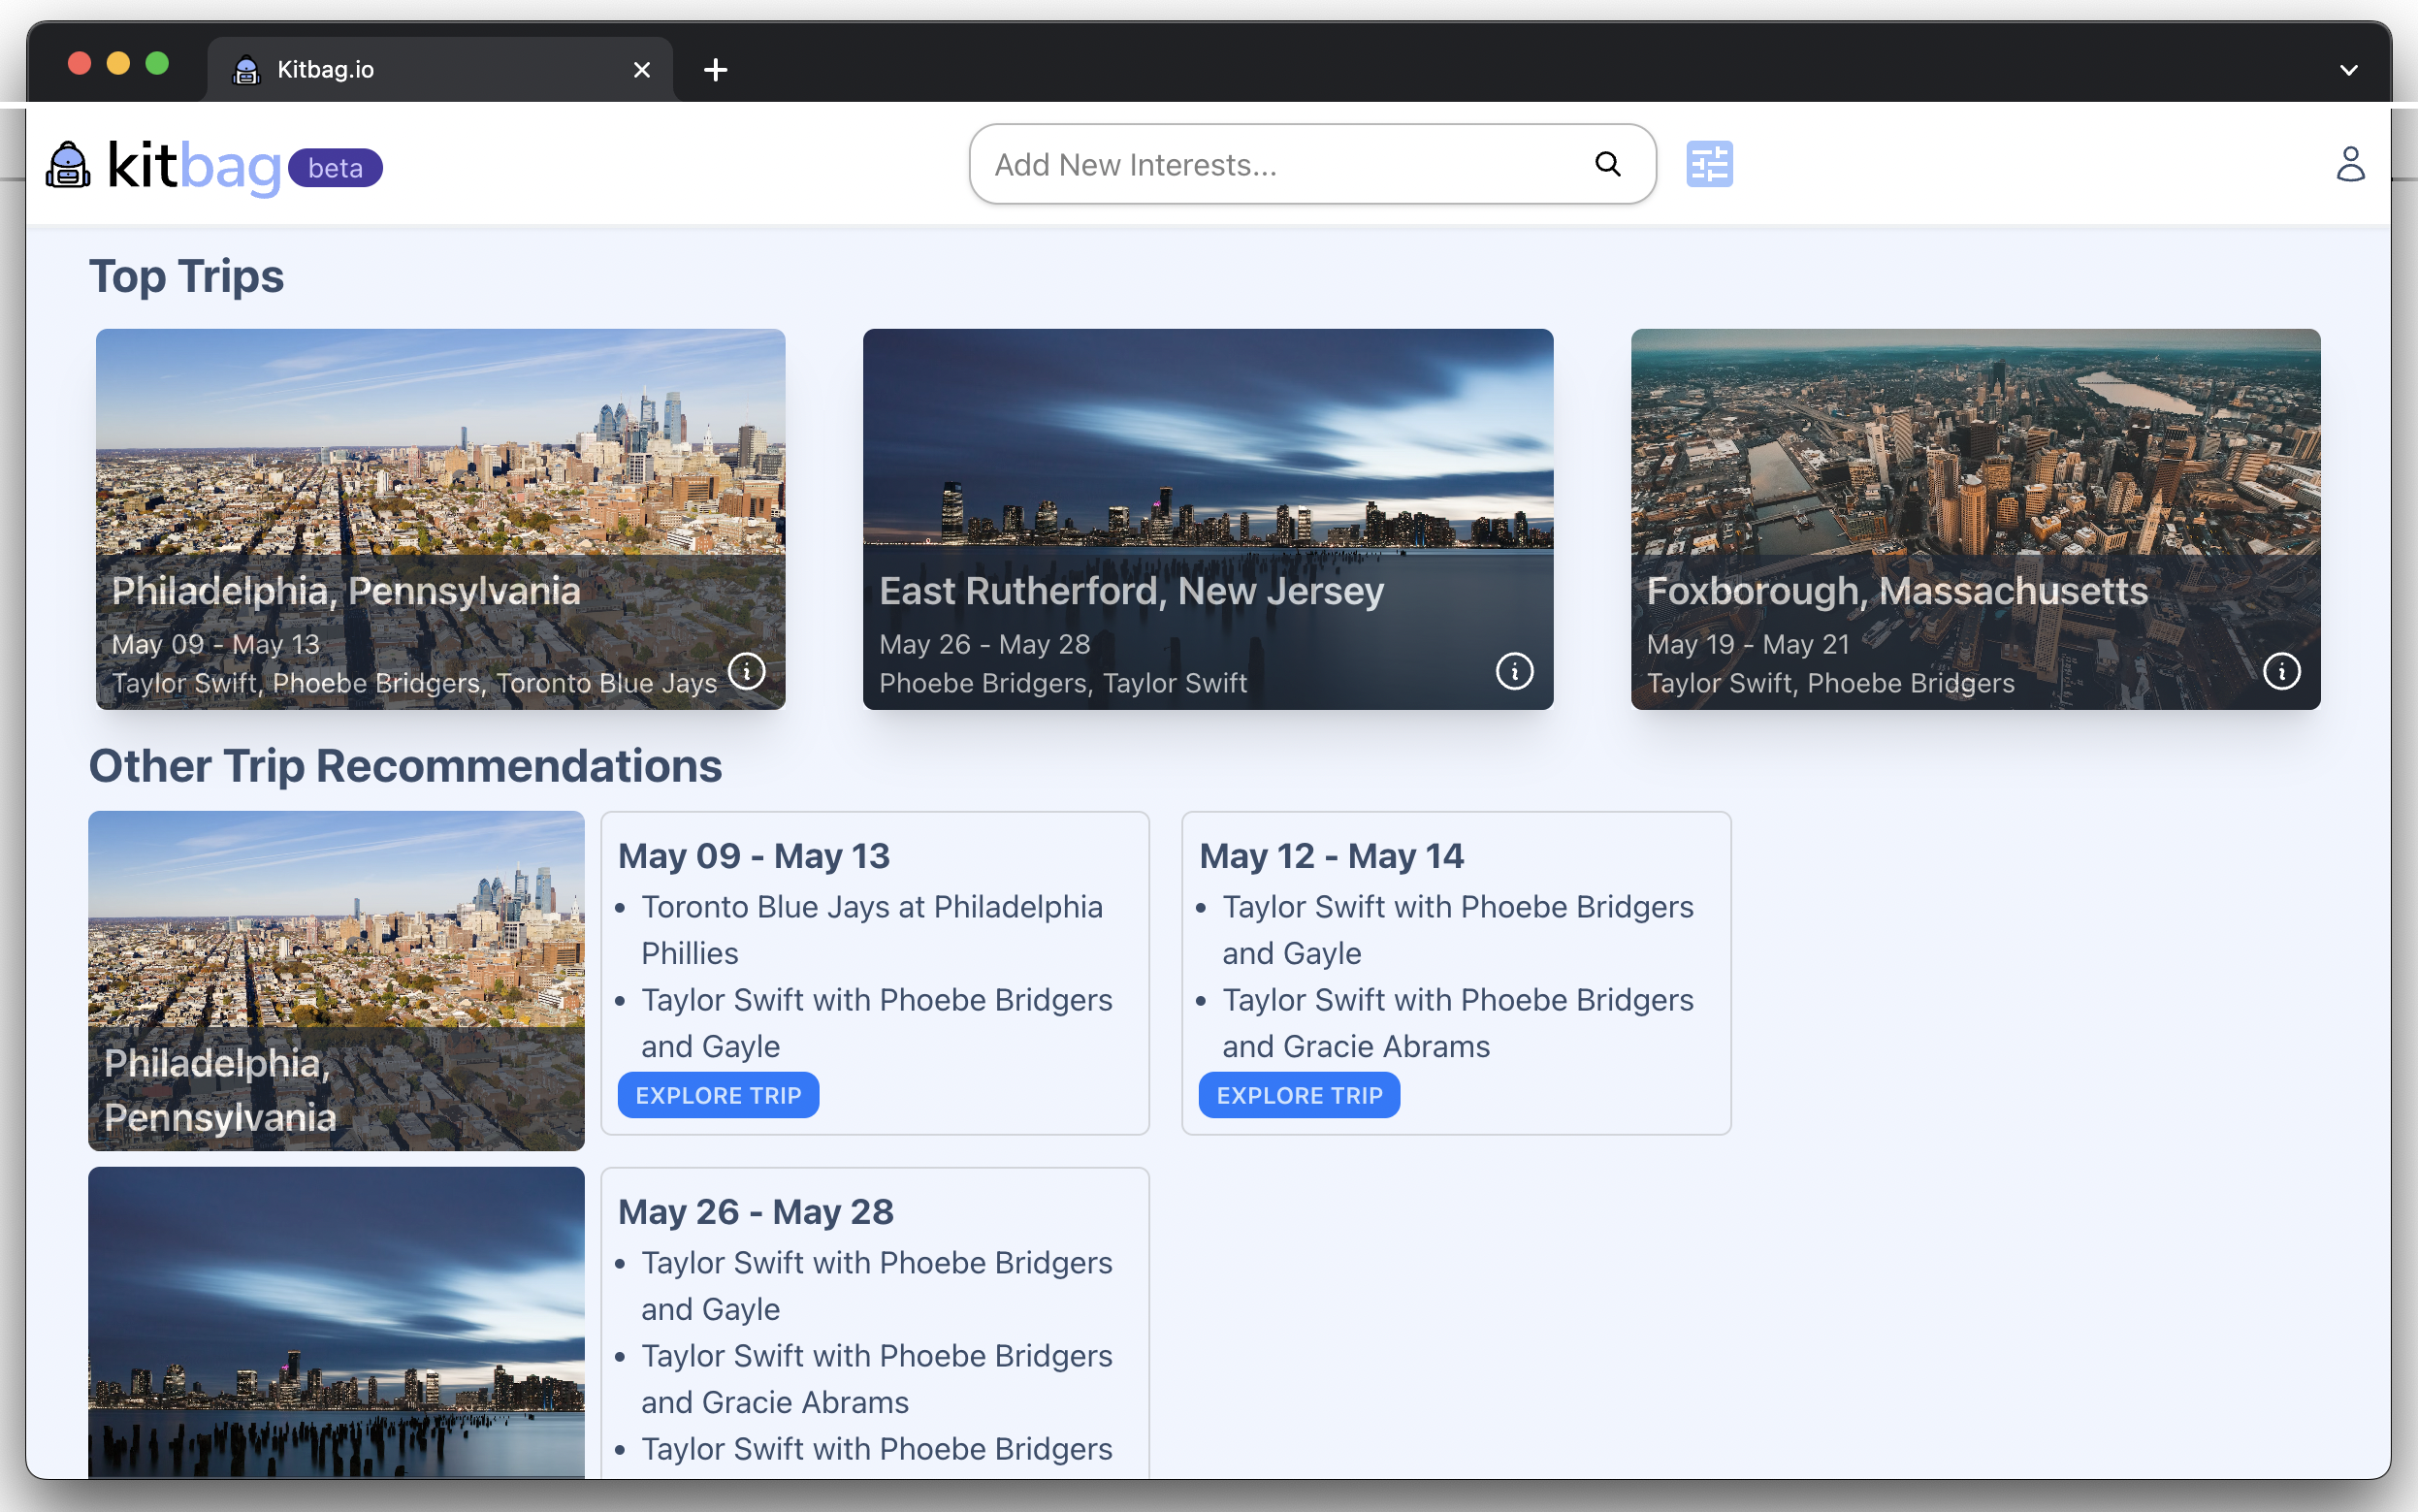 Kitbag.io
kitbag beta
Add New Interests...
Top Trips
Philadelphia, Pennsylvania
May 09 - May 13
Taylor Swift, Phoebe Bridgers, Toronto Blue Jays
East Rutherford, New Jersey
May 26 - May 28
Phoebe Bridgers, Taylor Swift
Foxborough, Massachusetts
May 19 - May 21
Taylor Swift, Phoebe Bridgers
Other Trip Recommendations
Philadelphia,
Pennsylvania
May 09 - May 13
Toronto Blue Jays at Philadelphia
Phillies
Taylor Swift with Phoebe Bridgers
and Gayle
EXPLORE TRIP
May 12 - May 14
Taylor Swift with Phoebe Bridgers
and Gayle
Taylor Swift with Phoebe Bridgers
and Gracie Abrams
EXPLORE TRIP
May 26 - May 28
Taylor Swift with Phoebe Bridgers
and Gayle
Taylor Swift with Phoebe Bridgers
and Gracie Abrams
Taylor Swift with Phoebe Bridgers